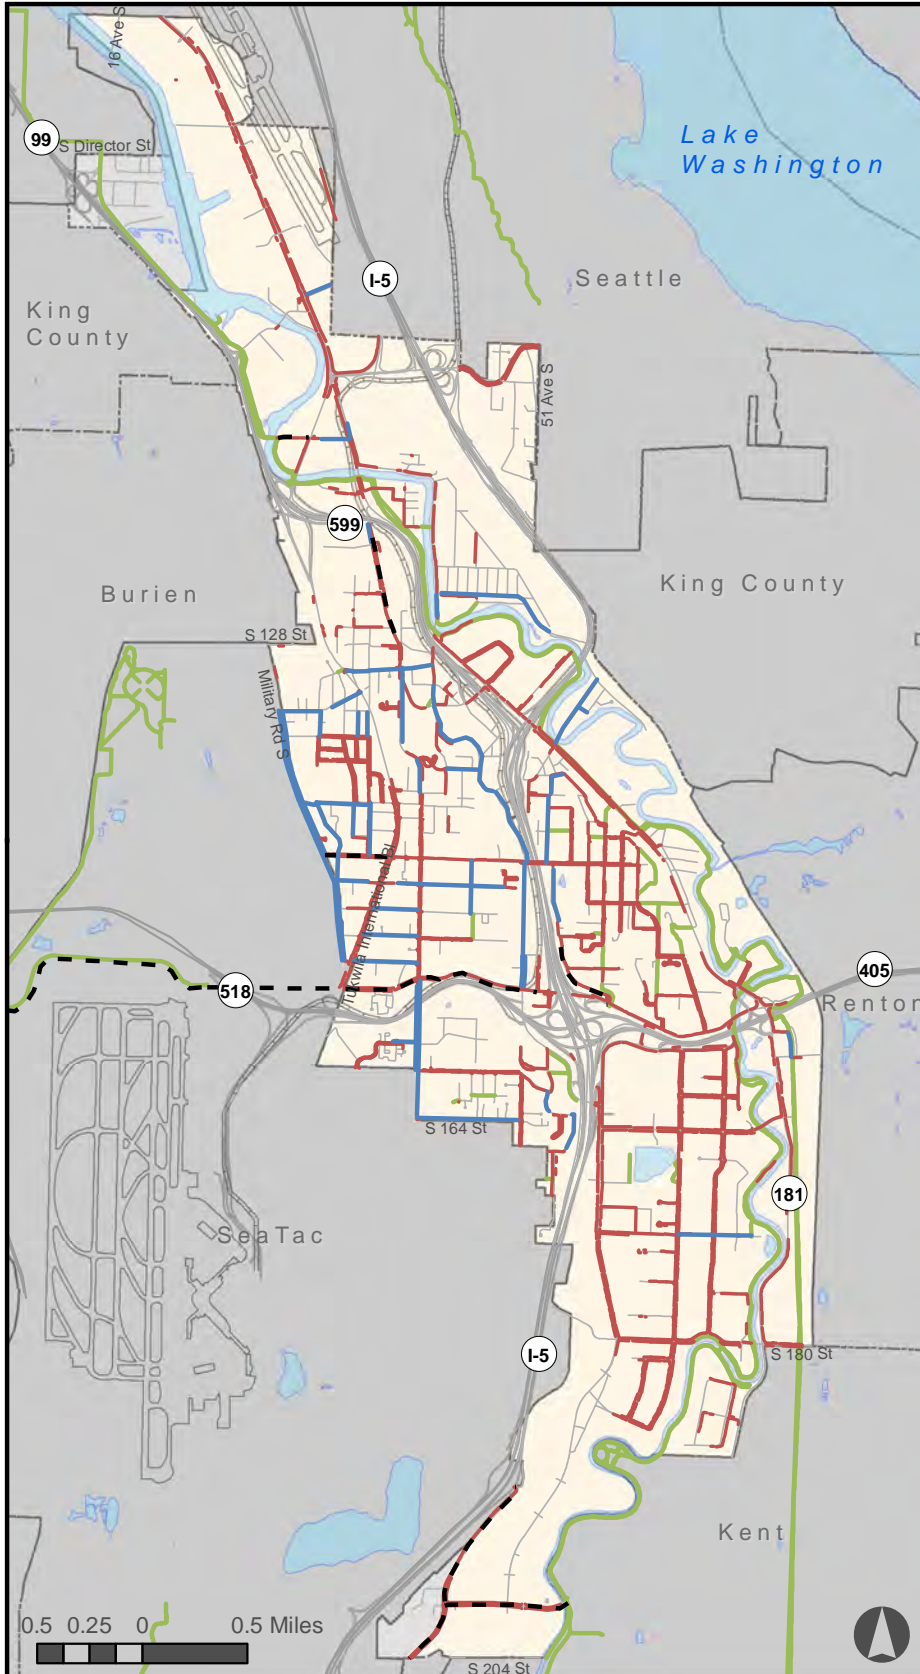 16 Ave S
99
S Director St
Lake
Washington
I-5
Seattle
King
County
51 Ave S
599
Burien
King County
S 128 St
Military Rd S
Tukwila International Bl
518
405
Renton
S 164 St
181
SeaTac
I-5
S 180 St
Kent
0.5 0.25 0 0.5 Miles
S 204 St